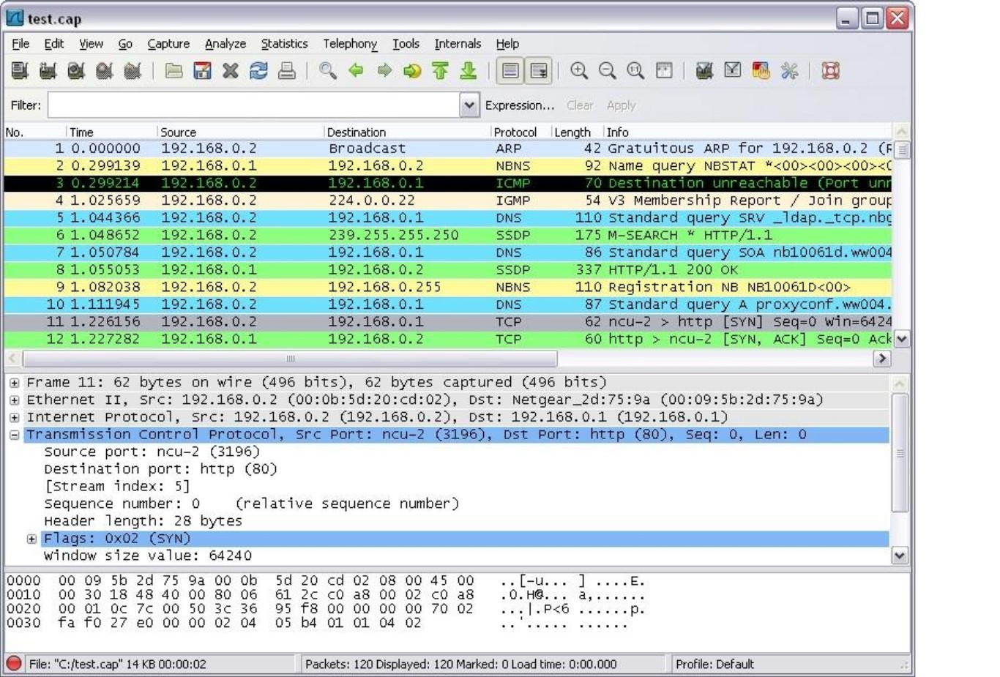 test.cap
File Edit View Go Capture Analyze Statistics Telephony Tools Internals Help
Filter: Expression... Clear Apply
No. Time Source Destination Protocol Length Info
1 0.000000 192.168.0.2 Broadcast ARP 42 Gratuitous ARP for 192.168.0.2 (R
2 0.299139 192.168.0.1 192.168.0.2 NBNS 92 Name query NBSTAT *<00><00><00><0
3 0.299214 192.168.0.2 192.168.0.1 ICMP 70 Destination unreachable (Port unr
4 1.025659 192.168.0.2 224.0.0.22 IGMP 54 V3 Membership Report / Join group
5 1.044366 192.168.0.2 192.168.0.1 DNS 110 Standard query SRV _ldap._tcp.nbg
6 1.048652 192.168.0.2 239.255.255.250 SSDP 175 M-SEARCH * HTTP/1.1
7 1.050784 192.168.0.2 192.168.0.1 DNS 86 Standard query SOA nb10061d.ww004
8 1.055053 192.168.0.1 192.168.0.2 SSDP 337 HTTP/1.1 200 OK
9 1.082038 192.168.0.2 192.168.0.255 NBNS 110 Registration NB NB10061D<00>
10 1.111945 192.168.0.2 192.168.0.1 DNS 87 Standard query A proxyconf.ww004.
11 1.226156 192.168.0.2 192.168.0.1 TCP 62 ncu-2 > http [SYN] Seq=0 Win=6424
12 1.227282 192.168.0.1 192.168.0.2 TCP 60 http > ncu-2 [SYN, ACK] Seq=0 Ack
Frame 11: 62 bytes on wire (496 bits), 62 bytes captured (496 bits)
Ethernet II, Src: 192.168.0.2 (00:0b:5d:20:cd:02), Dst: Netgear_2d:75:9a (00:09:5b:2d:75:9a)
Internet Protocol, Src: 192.168.0.2 (192.168.0.2), Dst: 192.168.0.1 (192.168.0.1)
Transmission Control Protocol, Src Port: ncu-2 (3196), Dst Port: http (80), Seq: 0, Len: 0
Source port: ncu-2 (3196)
Destination port: http (80)
[Stream index: 5]
Sequence number: 0 (relative sequence number)
Header length: 28 bytes
Flags: 0x02 (SYN)
Window size value: 64240
0000 00 09 5b 2d 75 9a 00 0b 5d 20 cd 02 08 00 45 00 ..[-u... ] ....E.
0010 00 30 18 48 40 00 80 06 61 2c c0 a8 00 02 c0 a8 .0.H@... a,......
0020 00 01 0c 7c 00 50 3c 36 95 f8 00 00 00 00 70 02 ...|.P<6 ......p.
0030 fa f0 27 e0 00 00 02 04 05 b4 01 01 04 02 ..'..... ......
File: "C:/test.cap" 14 KB 00:00:02 Packets: 120 Displayed: 120 Marked: 0 Load time: 0:00.000 Profile: Default